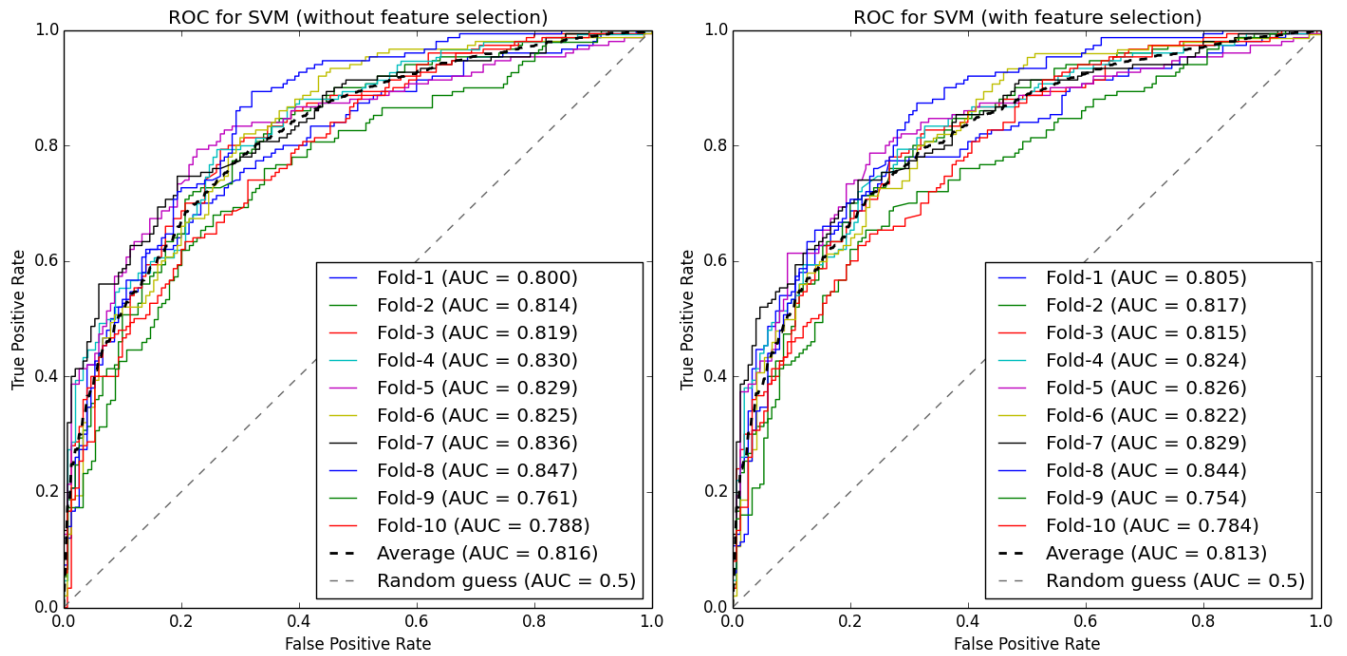 ROC for SVM (without feature selection)
1.0
0.8
0.6
0.4
0.2
0.0
True Positive Rate
Fold-1 (AUC = 0.800)
Fold-2 (AUC = 0.814)
Fold-3 (AUC = 0.819)
Fold-4 (AUC = 0.830)
Fold-5 (AUC = 0.829)
Fold-6 (AUC = 0.825)
Fold-7 (AUC = 0.836)
Fold-8 (AUC = 0.847)
Fold-9 (AUC = 0.761)
Fold-10 (AUC = 0.788)
Average (AUC = 0.816)
Random guess (AUC = 0.5)
0.0 0.2 0.4 0.6 0.8 1.0
False Positive Rate
ROC for SVM (with feature selection)
1.0
0.8
0.6
0.4
0.2
0.0
True Positive Rate
Fold-1 (AUC = 0.805)
Fold-2 (AUC = 0.817)
Fold-3 (AUC = 0.815)
Fold-4 (AUC = 0.824)
Fold-5 (AUC = 0.826)
Fold-6 (AUC = 0.822)
Fold-7 (AUC = 0.829)
Fold-8 (AUC = 0.844)
Fold-9 (AUC = 0.754)
Fold-10 (AUC = 0.784)
Average (AUC = 0.813)
Random guess (AUC = 0.5)
0.0 0.2 0.4 0.6 0.8 1.0
False Positive Rate